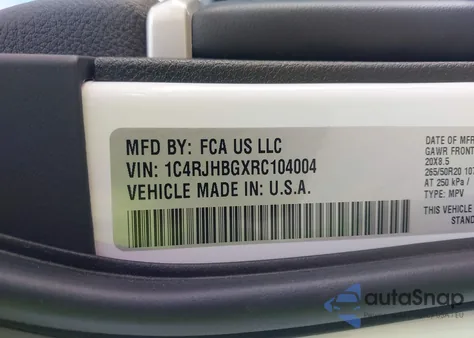 MFD BY: FCA US LLC
VIN: 1C4RJHBGXRC104004
VEHICLE MADE IN: U.S.A.
DATE OF MFR
GAWR FRONT
20X8.5
265/50R20 107
AT 250 kPa /
TYPE: MPV
THIS VEHICLE
STAND
autoSnap